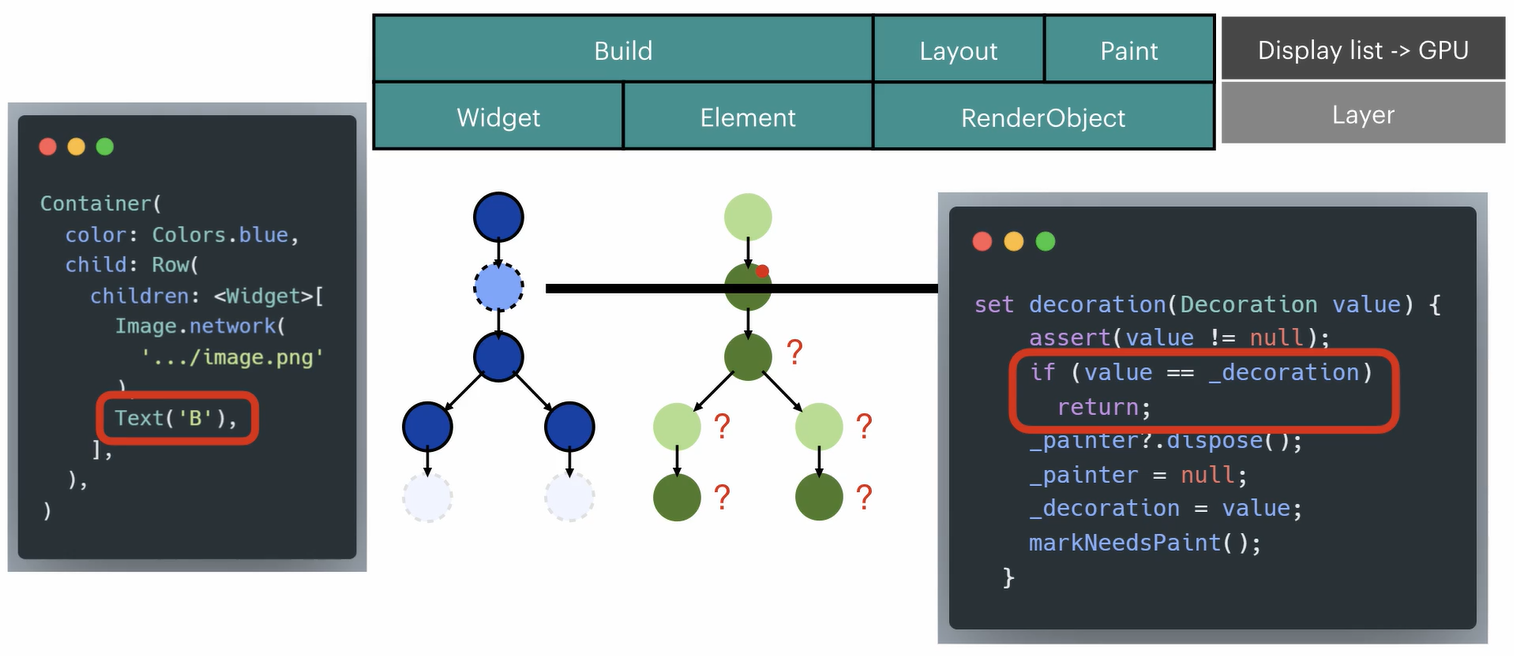 Build
Layout
Paint
Display list -> GPU
Widget
Element
RenderObject
Layer
Container(
color: Colors.blue,
child: Row(
children: <Widget>[
Image.network(
'.../image.png'
),
Text('B'),
],
),
)
?
? ?
? ?
set decoration(Decoration value) {
assert(value != null);
if (value == _decoration)
return;
_painter?.dispose();
_painter = null;
_decoration = value;
markNeedsPaint();
}